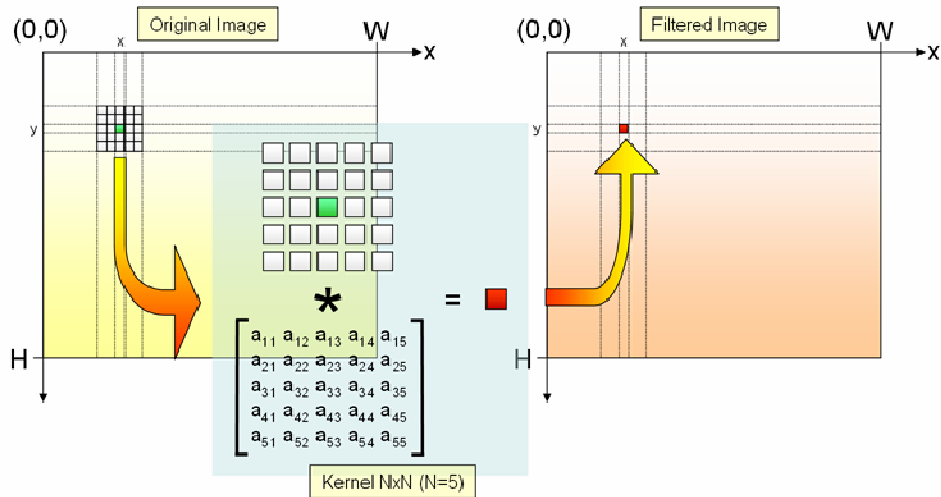 Original Image
Filtered Image
(0,0)
W
x
X
y
H
(0,0)
W
x
X
y
H
*
=
a11 a12 a13 a14 a15
a21 a22 a23 a24 a25
a31 a32 a33 a34 a35
a41 a42 a43 a44 a45
a51 a52 a53 a54 a55
Kernel NxN (N=5)